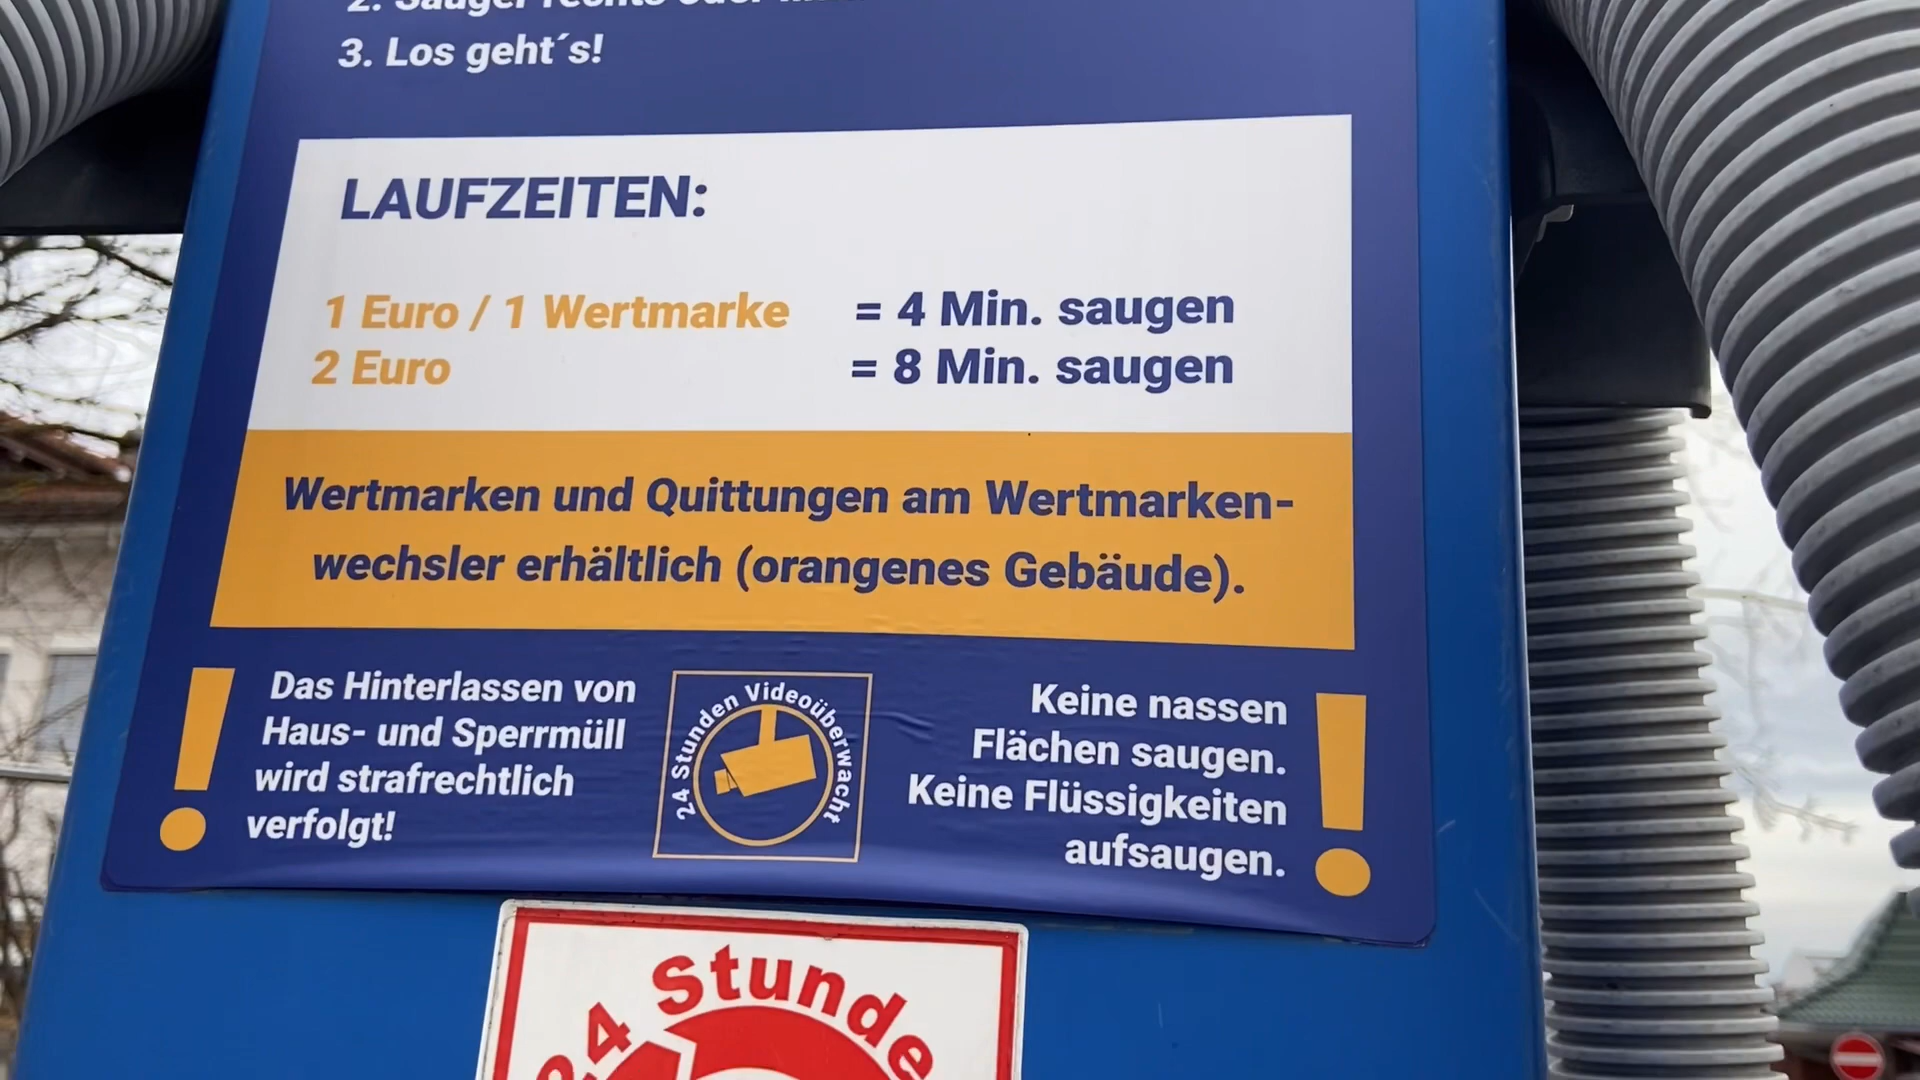 3. Los geht´s!
LAUFZEITEN:
1 Euro / 1 Wertmarke = 4 Min. saugen
2 Euro = 8 Min. saugen
Wertmarken und Quittungen am Wertmarken-
wechsler erhältlich (orangenes Gebäude).
Das Hinterlassen von
Haus- und Sperrmüll
wird strafrechtlich
verfolgt!
24 Stunden Videoüberwacht
Keine nassen
Flächen saugen.
Keine Flüssigkeiten
aufsaugen.
24 Stunde